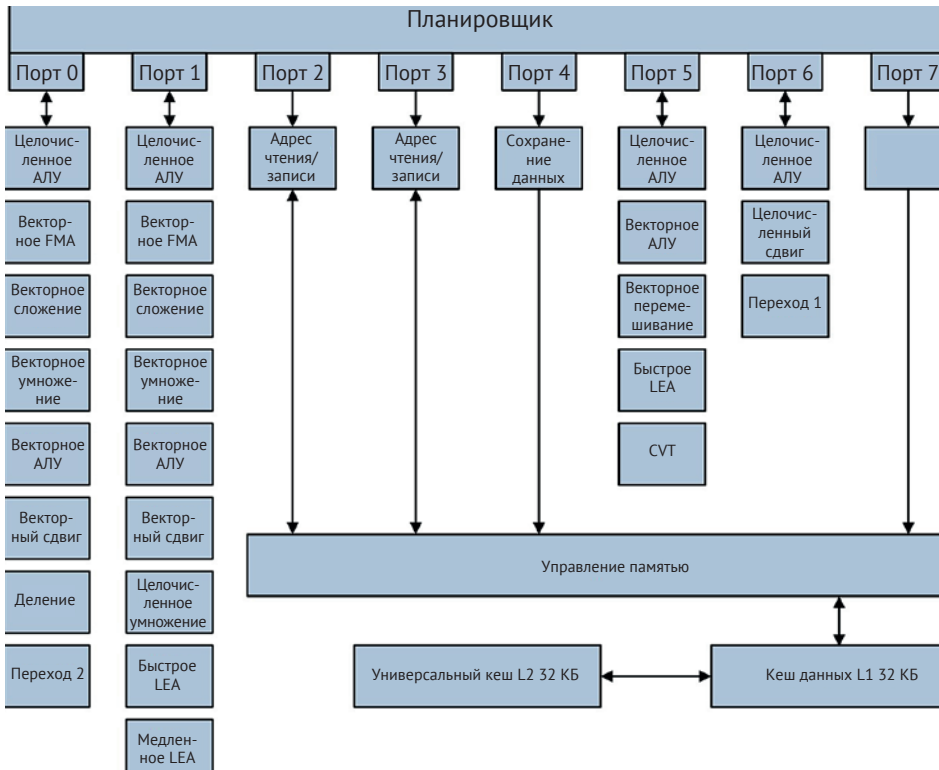 Планировщик
Порт 0
Порт 1
Порт 2
Порт 3
Порт 4
Порт 5
Порт 6
Порт 7
Целочис-
ленное
АЛУ
Целочис-
ленное
АЛУ
Адрес
чтения/
записи
Адрес
чтения/
записи
Сохране-
ние
данных
Целочис-
ленное
АЛУ
Целочис-
ленное
АЛУ
Вектор-
ное FMA
Вектор-
ное FMA
Векторное
АЛУ
Целочис-
ленный
сдвиг
Векторное
сложение
Векторное
сложение
Векторное
переме-
шивание
Переход 1
Векторное
умноже-
ние
Векторное
умноже-
ние
Быстрое
LEA
Векторное
АЛУ
Векторное
АЛУ
CVT
Вектор-
ный сдвиг
Вектор-
ный сдвиг
Управление памятью
Деление
Целочис-
ленное
умножение
Переход 2
Быстрое
LEA
Универсальный кеш L2 32 КБ
Кеш данных L1 32 КБ
Медлен-
ное LEA